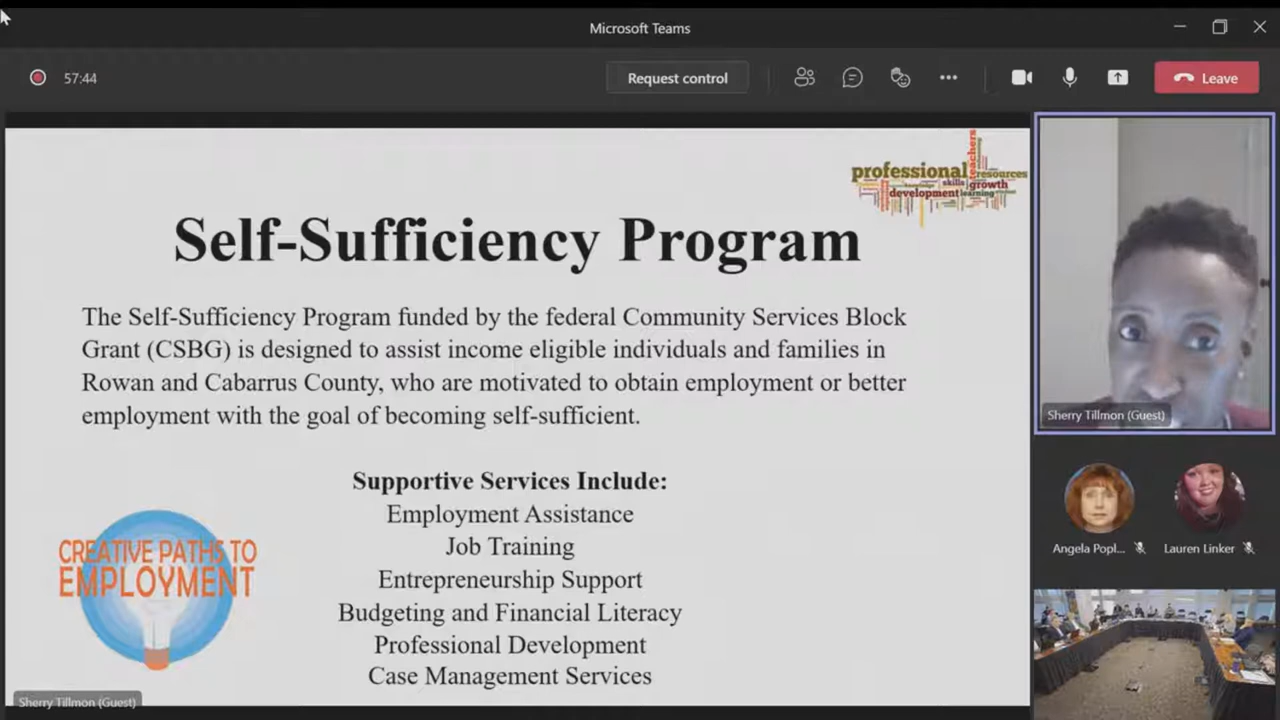 Microsoft Teams
57:44
Request control
Leave
teachers
professional
resources
skills
growth
development
learning
Self-Sufficiency Program
The Self-Sufficiency Program funded by the federal Community Services Block
Grant (CSBG) is designed to assist income eligible individuals and families in
Rowan and Cabarrus County, who are motivated to obtain employment or better
employment with the goal of becoming self-sufficient.
Supportive Services Include:
Employment Assistance
Job Training
Entrepreneurship Support
Budgeting and Financial Literacy
Professional Development
Case Management Services
CREATIVE PATHS TO
EMPLOYMENT
Sherry Tillmon (Guest)
Sherry Tillmon (Guest)
Angela Popl...
Lauren Linker